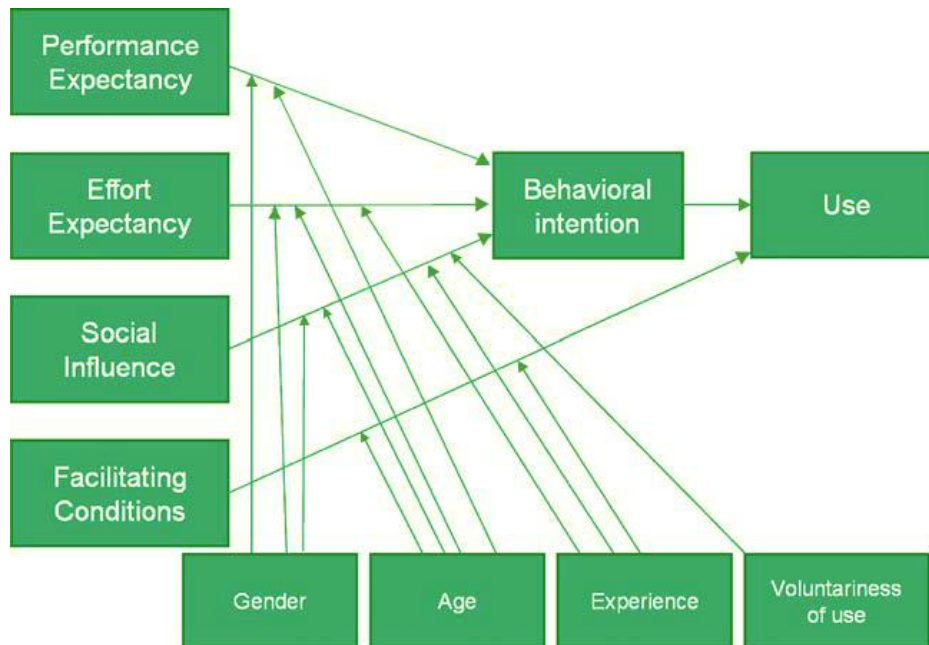 Performance
Expectancy
Effort
Expectancy
Social
Influence
Facilitating
Conditions
Behavioral
intention
Use
Gender
Age
Experience
Voluntariness
of use